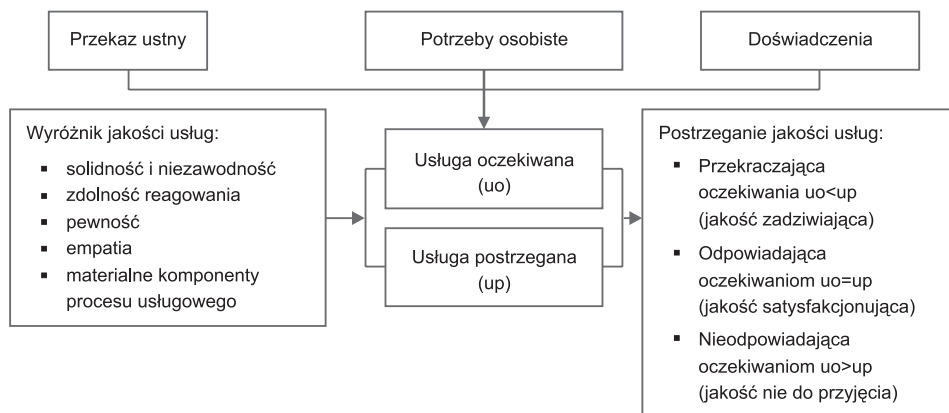 Przekaz ustny
Potrzeby osobiste
Doświadczenia
Wyróżnik jakości usług:
▪ solidność i niezawodność
▪ zdolność reagowania
▪ pewność
▪ empatia
▪ materialne komponenty
procesu usługowego
Usługa oczekiwana
(uo)
Usługa postrzegana
(up)
Postrzeganie jakości usług:
▪ Przekraczająca
oczekiwania uo<up
(jakość zadziwiająca)
▪ Odpowiadająca
oczekiwaniom uo=up
(jakość satysfakcjonująca)
▪ Nieodpowiadająca
oczekiwaniom uo>up
(jakość nie do przyjęcia)